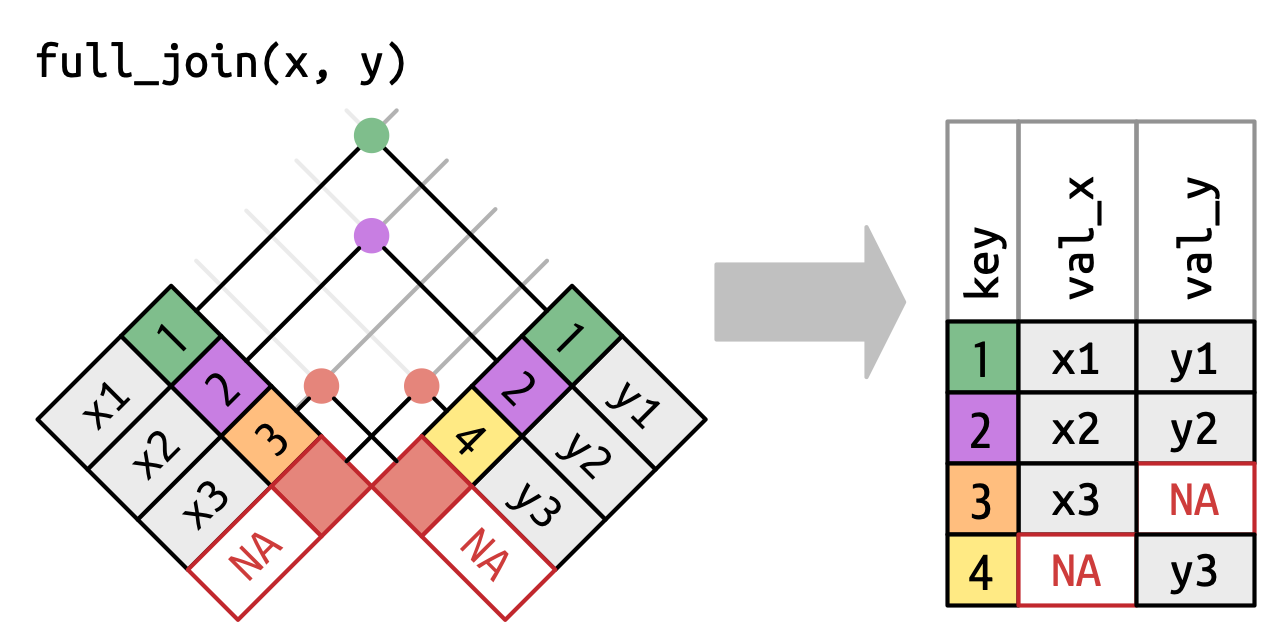 full_join(x, y)
1
x1
2
x2
3
x3
NA
1
y1
2
y2
4
y3
NA
key val_x val_y
1 x1 y1
2 x2 y2
3 x3 NA
4 NA y3